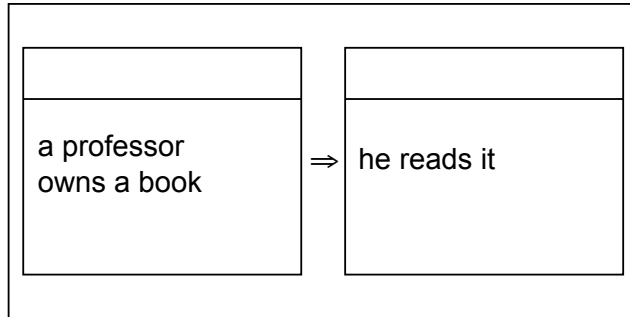 a professor
owns a book
⇒
he reads it